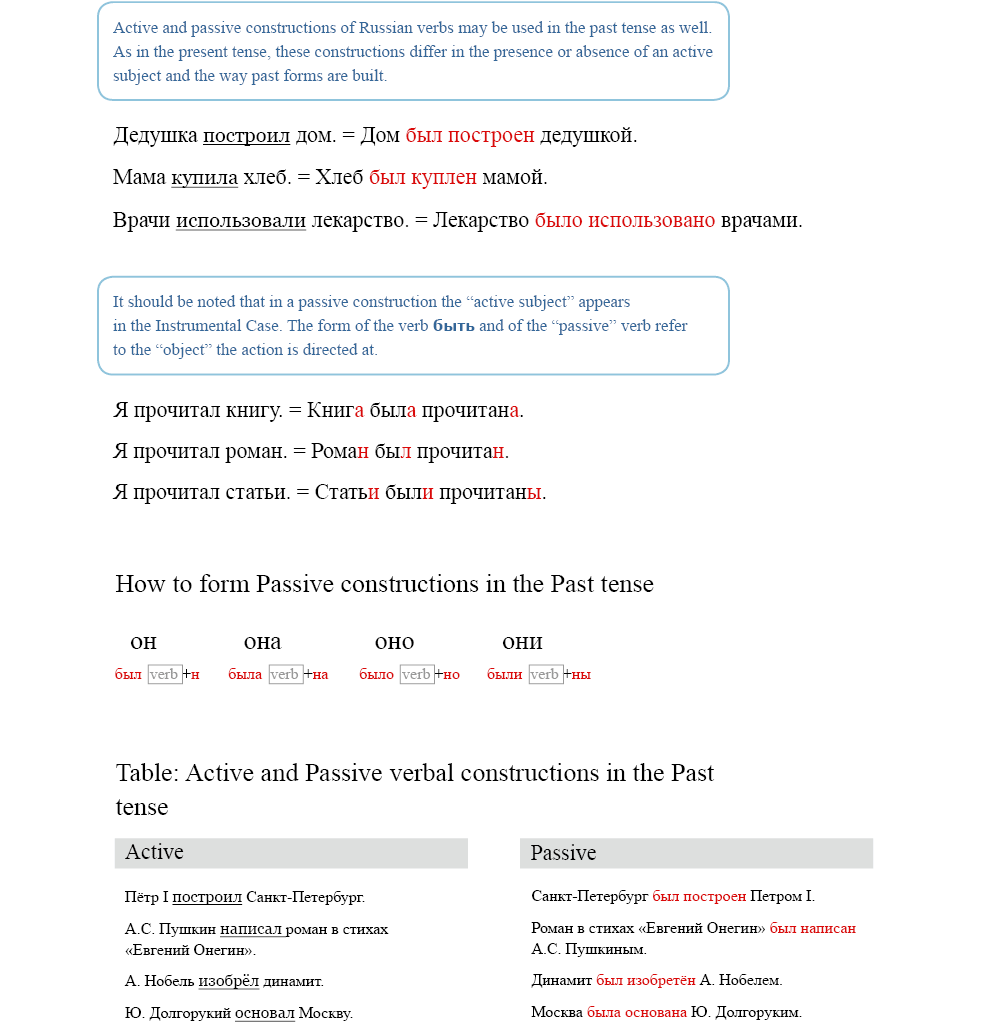 Active and passive constructions of Russian verbs may be used in the past tense as well.
As in the present tense, these constructions differ in the presence or absence of an active
subject and the way past forms are built.
Дедушка построил дом. = Дом был построен дедушкой.
Мама купила хлеб. = Хлеб был куплен мамой.
Врачи использовали лекарство. = Лекарство было использовано врачами.
It should be noted that in a passive construction the “active subject” appears
in the Instrumental Case. The form of the verb быть and of the “passive” verb refer
to the “object” the action is directed at.
Я прочитал книгу. = Книга была прочитана.
Я прочитал роман. = Роман был прочитан.
Я прочитал статьи. = Статьи были прочитаны.
How to form Passive constructions in the Past tense
он она оно они
был verb+н была verb+на было verb+но были verb+ны
Table: Active and Passive verbal constructions in the Past
tense
Active
Пётр I построил Санкт-Петербург.
А.С. Пушкин написал роман в стихах
«Евгений Онегин».
А. Нобель изобрёл динамит.
Ю. Долгорукий основал Москву.
Passive
Санкт-Петербург был построен Петром I.
Роман в стихах «Евгений Онегин» был написан
А.С. Пушкиным.
Динамит был изобретён А. Нобелем.
Москва была основана Ю. Долгоруким.